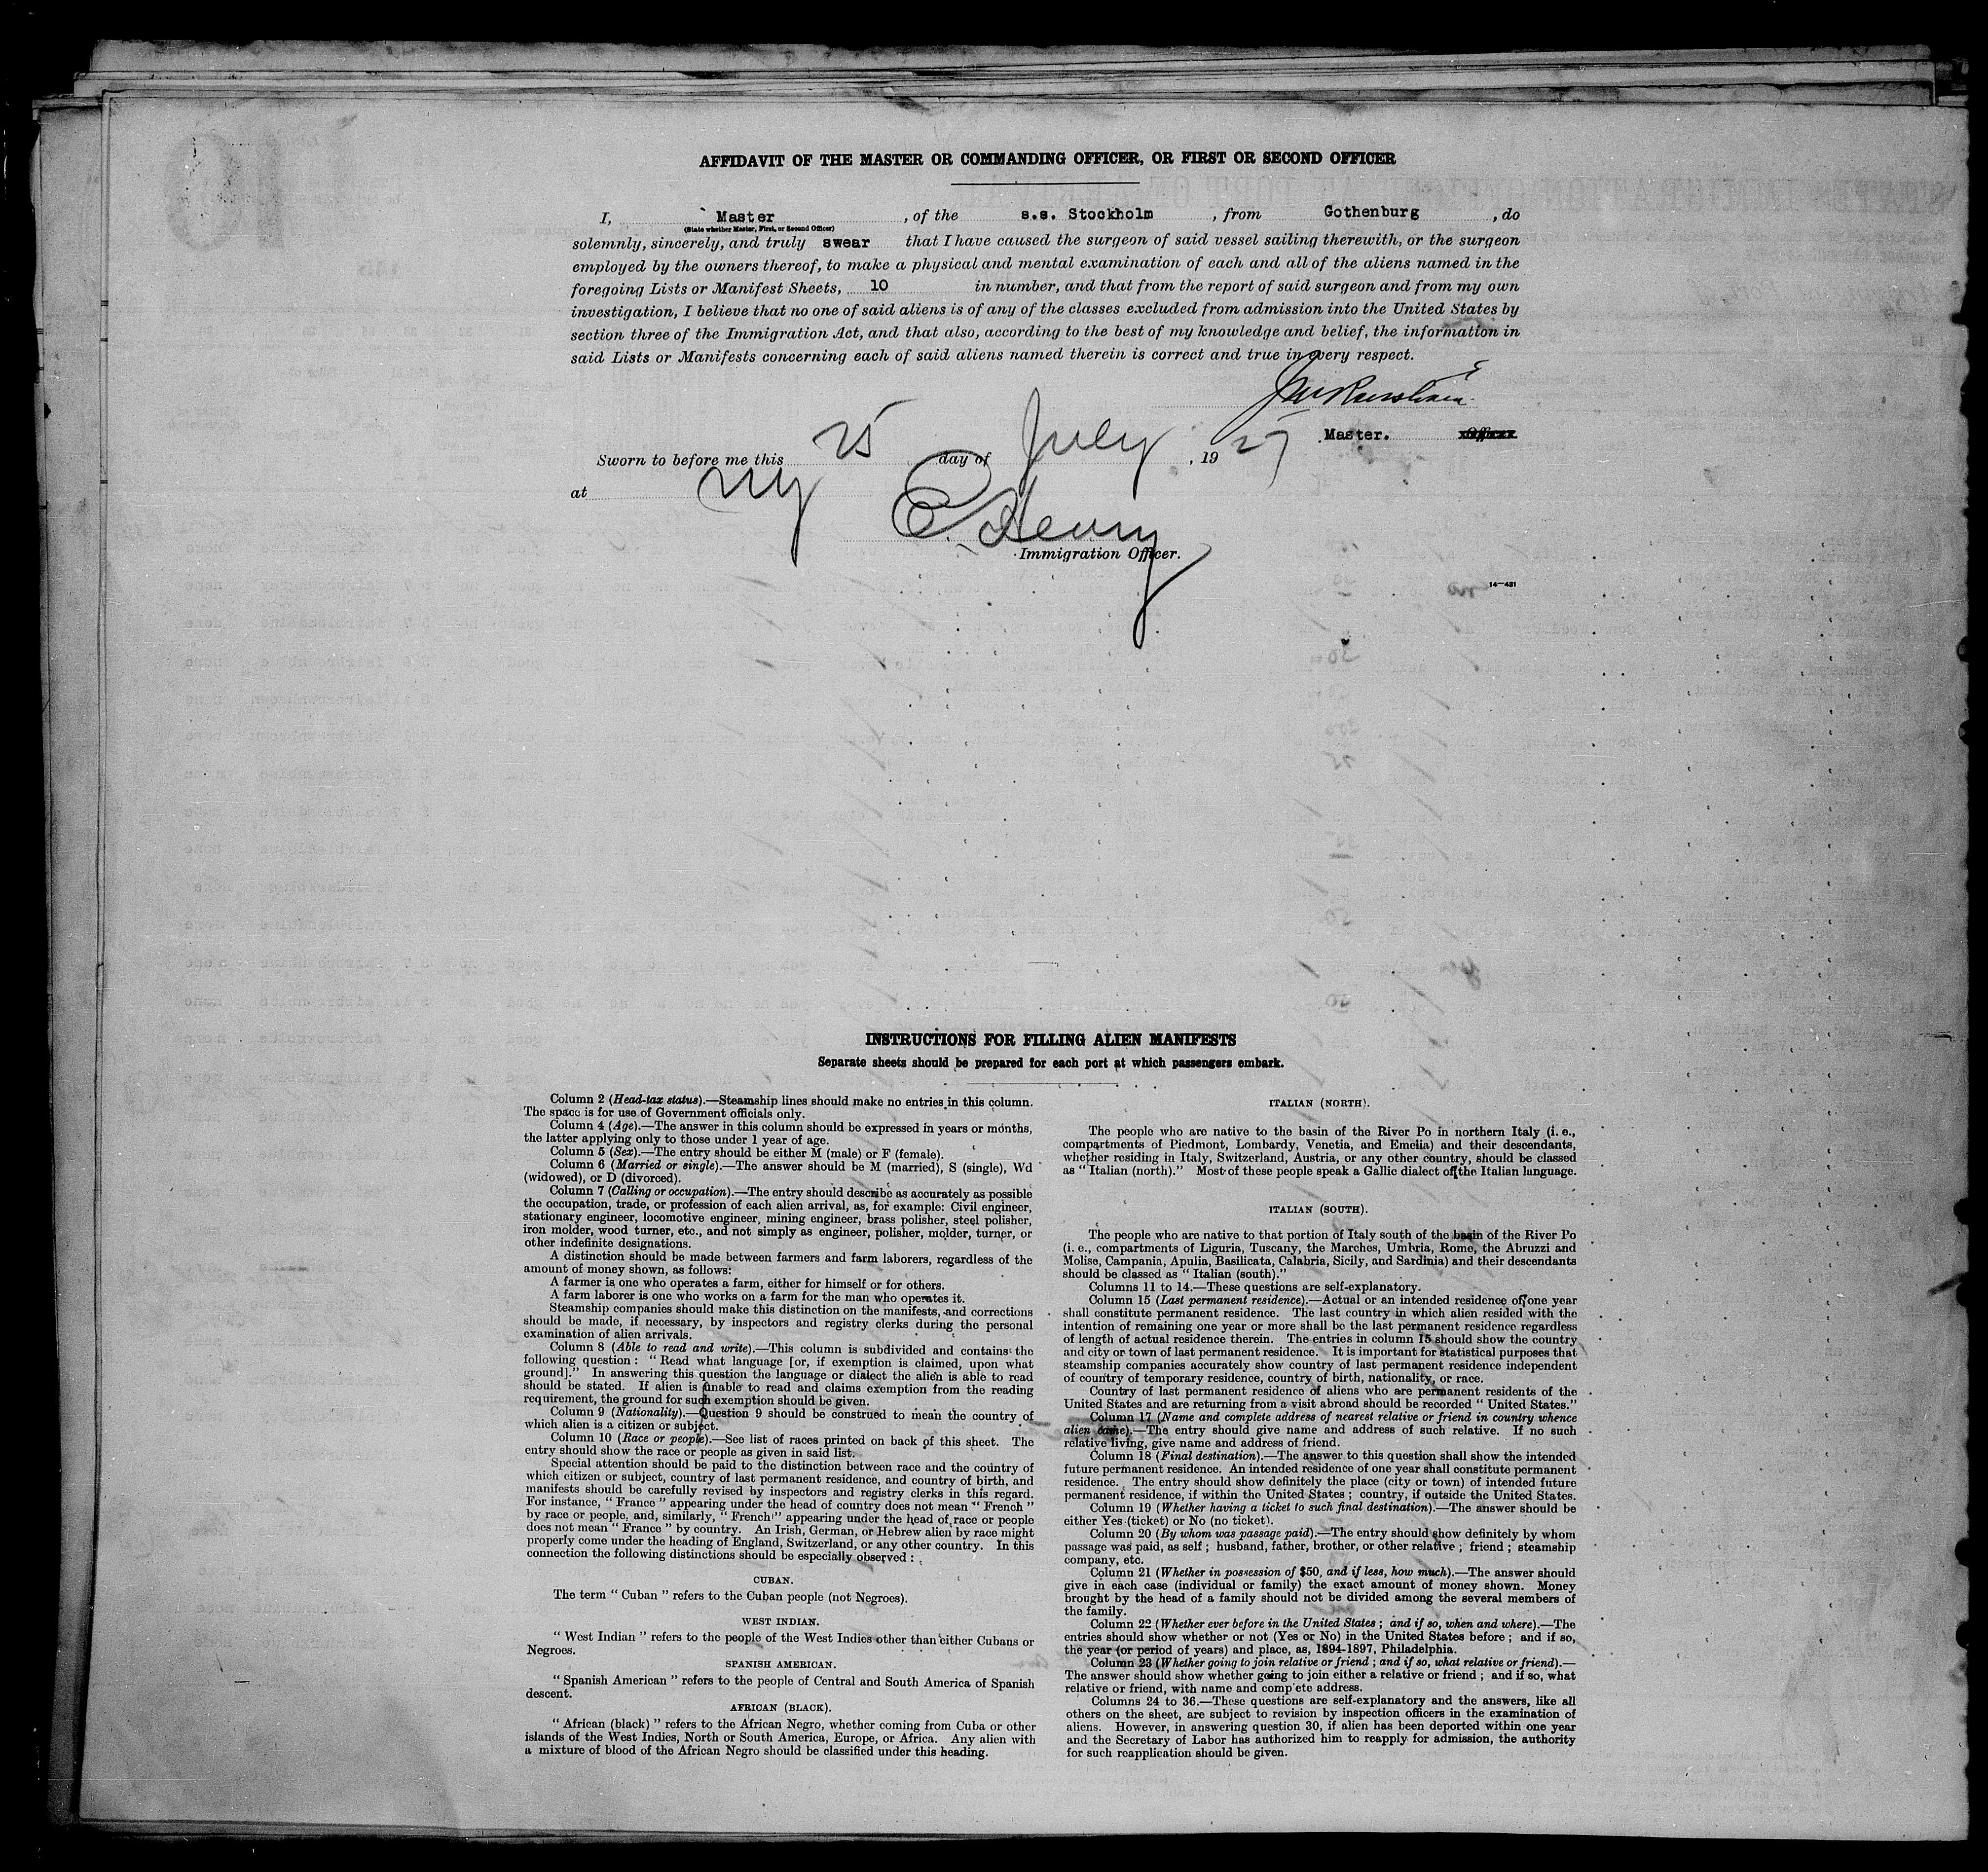 AFFIDAVIT OF THE MASTER OR COMMANDING OFFICER, OR FIRST OR SECOND OFFICER
I, Master , of the s.s. Stockholm , from Gothenburg , do
(State whether Master, First, or Second Officer)
solemnly, sincerely, and truly swear that I have caused the surgeon of said vessel sailing therewith, or the surgeon
employed by the owners thereof, to make a physical and mental examination of each and all of the aliens named in the
foregoing Lists or Manifest Sheets, 10 in number, and that from the report of said surgeon and from my own
investigation, I believe that no one of said aliens is of any of the classes excluded from admission into the United States by
section three of the Immigration Act, and that also, according to the best of my knowledge and belief, the information in
said Lists or Manifests concerning each of said aliens named therein is correct and true in every respect.
Master.
Sworn to before me this 25 day of July , 19 27
at NY
C. Henry
Immigration Officer.
14—431
INSTRUCTIONS FOR FILLING ALIEN MANIFESTS
Separate sheets should be prepared for each port at which passengers embark.
Column 2 (Head-tax status).—Steamship lines should make no entries in this column.
The space is for use of Government officials only.
Column 4 (Age).—The answer in this column should be expressed in years or months,
the latter applying only to those under 1 year of age.
Column 5 (Sex).—The entry should be either M (male) or F (female).
Column 6 (Married or single).—The answer should be M (married), S (single), Wd
(widowed), or D (divorced).
Column 7 (Calling or occupation).—The entry should describe as accurately as possible
the occupation, trade, or profession of each alien arrival, as, for example: Civil engineer,
stationary engineer, locomotive engineer, mining engineer, brass polisher, steel polisher,
iron molder, wood turner, etc., and not simply as engineer, polisher, molder, turner, or
other indefinite designations.
A distinction should be made between farmers and farm laborers, regardless of the
amount of money shown, as follows:
A farmer is one who operates a farm, either for himself or for others.
A farm laborer is one who works on a farm for the man who operates it.
Steamship companies should make this distinction on the manifests, and corrections
should be made, if necessary, by inspectors and registry clerks during the personal
examination of alien arrivals.
Column 8 (Able to read and write).—This column is subdivided and contains the
following question: " Read what language [or, if exemption is claimed, upon what
ground]." In answering this question the language or dialect the alien is able to read
should be stated. If alien is unable to read and claims exemption from the reading
requirement, the ground for such exemption should be given.
Column 9 (Nationality).—Question 9 should be construed to mean the country of
which alien is a citizen or subject.
Column 10 (Race or people).—See list of races printed on back of this sheet. The
entry should show the race or people as given in said list.
Special attention should be paid to the distinction between race and the country of
which citizen or subject, country of last permanent residence, and country of birth, and
manifests should be carefully revised by inspectors and registry clerks in this regard.
For instance, " France " appearing under the head of country does not mean " French "
by race or people, and, similarly, " French " appearing under the head of race or people
does not mean " France " by country. An Irish, German, or Hebrew alien by race might
properly come under the heading of England, Switzerland, or any other country. In this
connection the following distinctions should be especially observed :
CUBAN.
The term " Cuban " refers to the Cuban people (not Negroes).
WEST INDIAN.
" West Indian " refers to the people of the West Indies other than either Cubans or
Negroes.
SPANISH AMERICAN.
" Spanish American " refers to the people of Central and South America of Spanish
descent.
AFRICAN (BLACK).
" African (black) " refers to the African Negro, whether coming from Cuba or other
islands of the West Indies, North or South America, Europe, or Africa. Any alien with
a mixture of blood of the African Negro should be classified under this heading.
ITALIAN (NORTH).
The people who are native to the basin of the River Po in northern Italy (i. e.,
compartments of Piedmont, Lombardy, Venetia, and Emelia) and their descendants,
whether residing in Italy, Switzerland, Austria, or any other country, should be classed
as " Italian (north)." Most of these people speak a Gallic dialect of the Italian language.
ITALIAN (SOUTH).
The people who are native to that portion of Italy south of the basin of the River Po
(i. e., compartments of Liguria, Tuscany, the Marches, Umbria, Rome, the Abruzzi and
Molise, Campania, Apulia, Basilicata, Calabria, Sicily, and Sardinia) and their descendants
should be classed as " Italian (south)."
Columns 11 to 14.—These questions are self-explanatory.
Column 15 (Last permanent residence).—Actual or an intended residence of one year
shall constitute permanent residence. The last country in which alien resided with the
intention of remaining one year or more shall be the last permanent residence regardless
of length of actual residence therein. The entries in column 15 should show the country
and city or town of last permanent residence. It is important for statistical purposes that
steamship companies accurately show country of last permanent residence independent
of country of temporary residence, country of birth, nationality, or race.
Country of last permanent residence of aliens who are permanent residents of the
United States and are returning from a visit abroad should be recorded " United States."
Column 17 (Name and complete address of nearest relative or friend in country whence
alien came).—The entry should give name and address of such relative. If no such
relative living, give name and address of friend.
Column 18 (Final destination).—The answer to this question shall show the intended
future permanent residence. An intended residence of one year shall constitute permanent
residence. The entry should show definitely the place (city or town) of intended future
permanent residence, if within the United States ; country, if outside the United States.
Column 19 (Whether having a ticket to such final destination).—The answer should be
either Yes (ticket) or No (no ticket).
Column 20 (By whom was passage paid).—The entry should show definitely by whom
passage was paid, as self ; husband, father, brother, or other relative ; friend ; steamship
company, etc.
Column 21 (Whether in possession of $50, and if less, how much).—The answer should
give in each case (individual or family) the exact amount of money shown. Money
brought by the head of a family should not be divided among the several members of
the family.
Column 22 (Whether ever before in the United States ; and if so, when and where).—The
entries should show whether or not (Yes or No) in the United States before ; and if so,
the year (or period of years) and place, as, 1894-1897, Philadelphia.
Column 23 (Whether going to join relative or friend ; and if so, what relative or friend).—
The answer should show whether going to join either a relative or friend ; and if so, what
relative or friend, with name and comp'ete address.
Columns 24 to 36.—These questions are self-explanatory and the answers, like all
others on the sheet, are subject to revision by inspection officers in the examination of
aliens. However, in answering question 30, if alien has been deported within one year
and the Secretary of Labor has authorized him to reapply for admission, the authority
for such reapplication should be given.